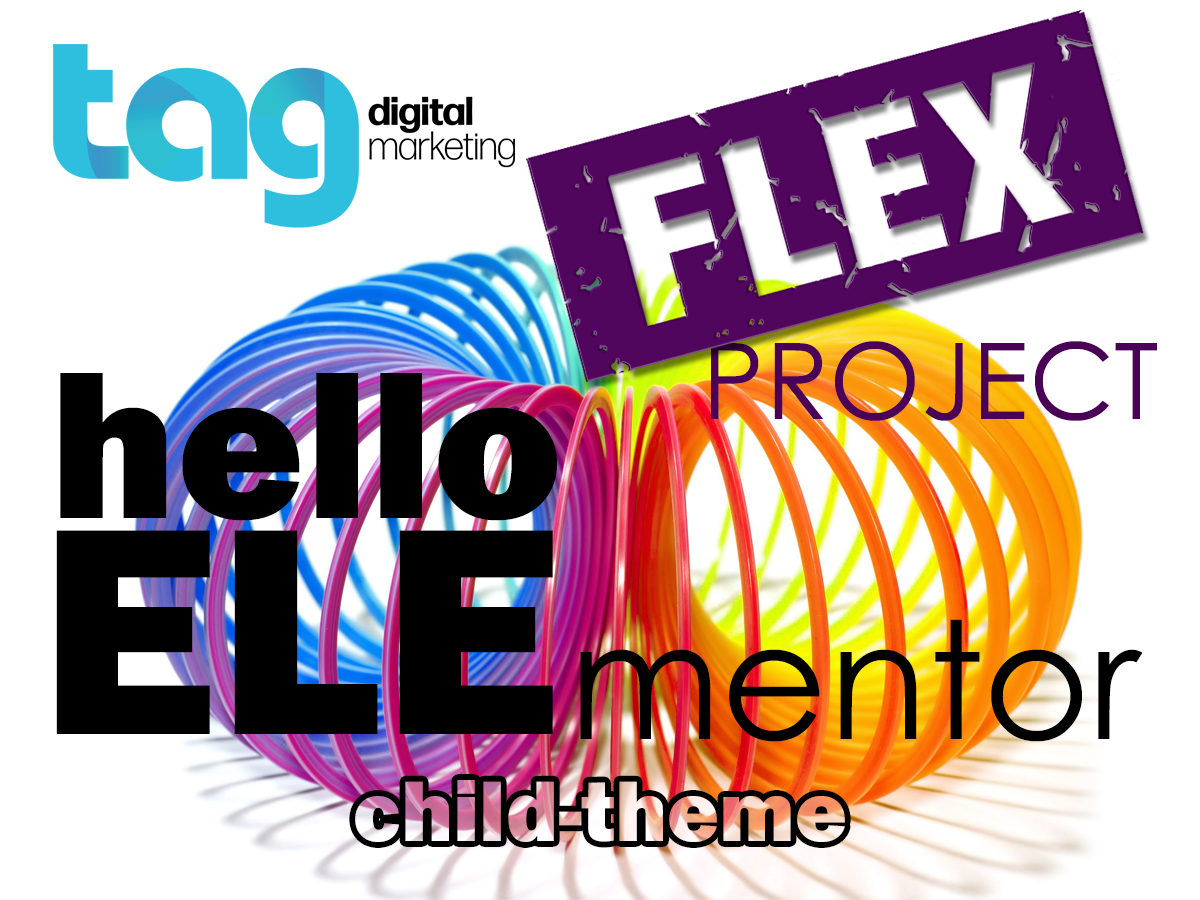 tag
digital
marketing
FLEX
PROJECT
hello
ELEmentor
child-theme